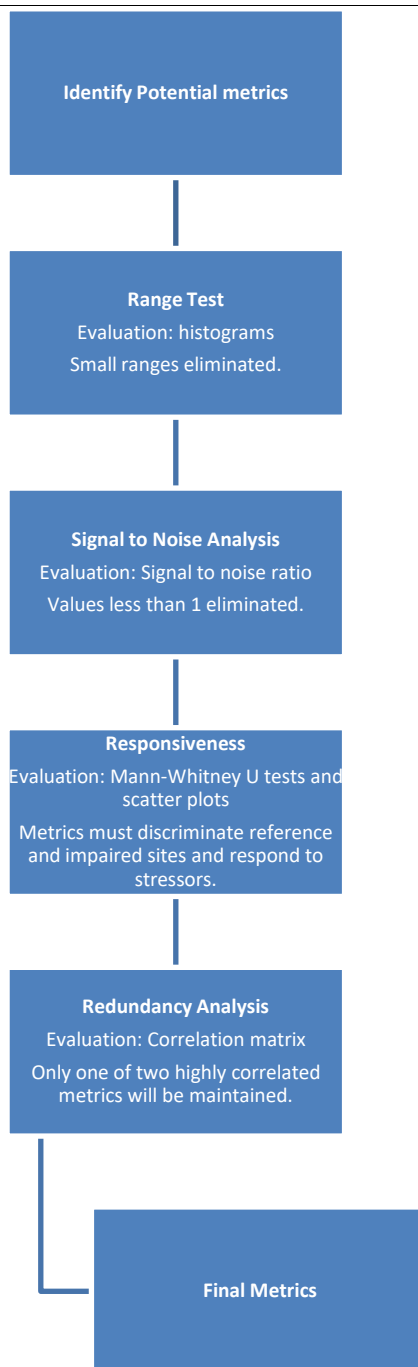 Identify Potential metrics
Range Test
Evaluation: histograms
Small ranges eliminated.
Signal to Noise Analysis
Evaluation: Signal to noise ratio
Values less than 1 eliminated.
Responsiveness
Evaluation: Mann-Whitney U tests and
scatter plots
Metrics must discriminate reference
and impaired sites and respond to
stressors.
Redundancy Analysis
Evaluation: Correlation matrix
Only one of two highly correlated
metrics will be maintained.
Final Metrics